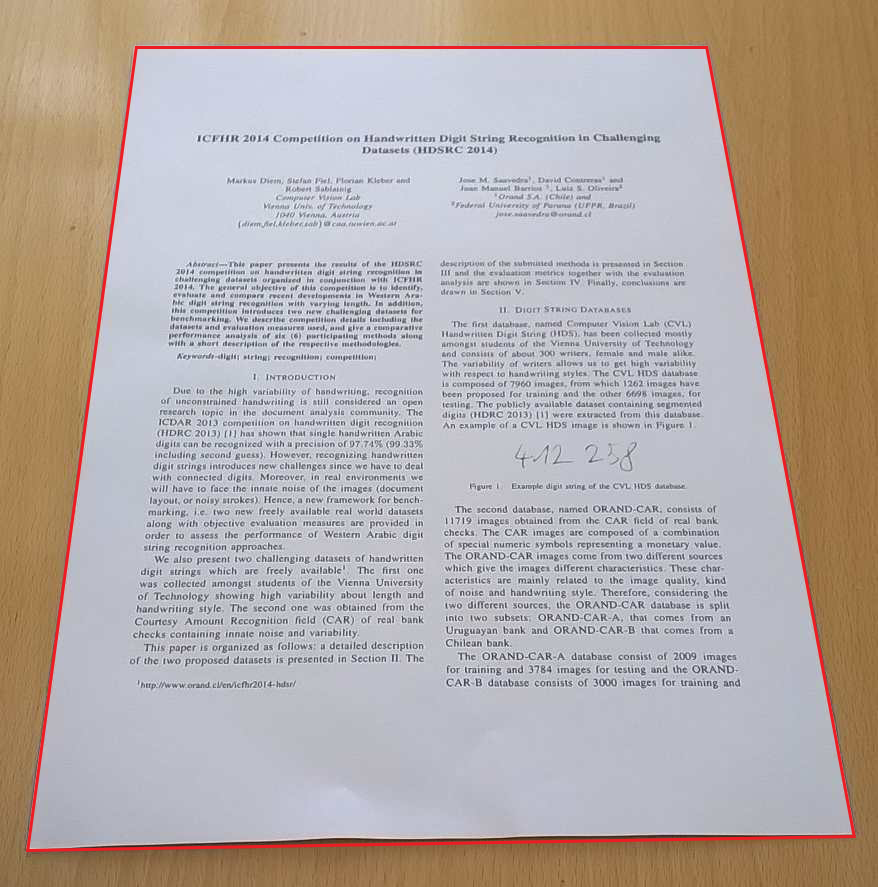 ICFHR 2014 Competition on Handwritten Digit String Recognition in Challenging
Datasets (HDSRC 2014)
Markus Diem, Stefan Fiel, Florian Kleber and
Robert Sablatnig
Computer Vision Lab
Vienna Univ. of Technology
1040 Vienna, Austria
{diem,fiel,kleber,sab}@caa.tuwien.ac.at
Jose M. Saavedra¹, David Contreras¹ and
Juan Manuel Barrios ¹, Luiz S. Oliveira²
¹Orand S.A. (Chile) and
²Federal University of Parana (UFPR, Brazil)
jose.saavedra@orand.cl
Abstract—This paper presents the results of the HDSRC
2014 competition on handwritten digit string recognition in
challenging datasets organized in conjunction with ICFHR
2014. The general objective of this competition is to identify,
evaluate and compare recent developments in Western Ara-
bic digit string recognition with varying length. In addition,
this competition introduces two new challenging datasets for
benchmarking. We describe competition details including the
datasets and evaluation measures used, and give a comparative
performance analysis of six (6) participating methods along
with a short description of the respective methodologies.
Keywords-digit; string; recognition; competition;
I. Introduction
Due to the high variability of handwriting, recognition
of unconstrained handwriting is still considered an open
research topic in the document analysis community. The
ICDAR 2013 competition on handwritten digit recognition
(HDRC 2013) [1] has shown that single handwritten Arabic
digits can be recognized with a precision of 97.74% (99.33%
including second guess). However, recognizing handwritten
digit strings introduces new challenges since we have to deal
with connected digits. Moreover, in real environments we
will have to face the innate noise of the images (document
layout, or noisy strokes). Hence, a new framework for bench-
marking, i.e. two new freely available real world datasets
along with objective evaluation measures are provided in
order to assess the performance of Western Arabic digit
string recognition approaches.
We also present two challenging datasets of handwritten
digit strings which are freely available¹. The first one
was collected amongst students of the Vienna University
of Technology showing high variability about length and
handwriting style. The second one was obtained from the
Courtesy Amount Recognition field (CAR) of real bank
checks containing innate noise and variability.
This paper is organized as follows: a detailed description
of the two proposed datasets is presented in Section II. The
¹http://www.orand.cl/en/icfhr2014-hdsr/
description of the submitted methods is presented in Section
III and the evaluation metrics together with the evaluation
analysis are shown in Section IV. Finally, conclusions are
drawn in Section V.
II. Digit String Databases
The first database, named Computer Vision Lab (CVL)
Handwritten Digit String (HDS), has been collected mostly
amongst students of the Vienna University of Technology
and consists of about 300 writers, female and male alike.
The variability of writers allows us to get high variability
with respect to handwriting styles. The CVL HDS database
is composed of 7960 images, from which 1262 images have
been proposed for training and the other 6698 images, for
testing. The publicly available dataset containing segmented
digits (HDRC 2013) [1] were extracted from this database.
An example of a CVL HDS image is shown in Figure 1.
412 258
Figure 1. Example digit string of the CVL HDS database.
The second database, named ORAND-CAR, consists of
11719 images obtained from the CAR field of real bank
checks. The CAR images are composed of a combination
of special numeric symbols representing a monetary value.
The ORAND-CAR images come from two different sources
which give the images different characteristics. These char-
acteristics are mainly related to the image quality, kind
of noise and handwriting style. Therefore, considering the
two different sources, the ORAND-CAR database is split
into two subsets; ORAND-CAR-A, that comes from an
Uruguayan bank and ORAND-CAR-B that comes from a
Chilean bank.
The ORAND-CAR-A database consist of 2009 images
for training and 3784 images for testing and the ORAND-
CAR-B database consists of 3000 images for training and